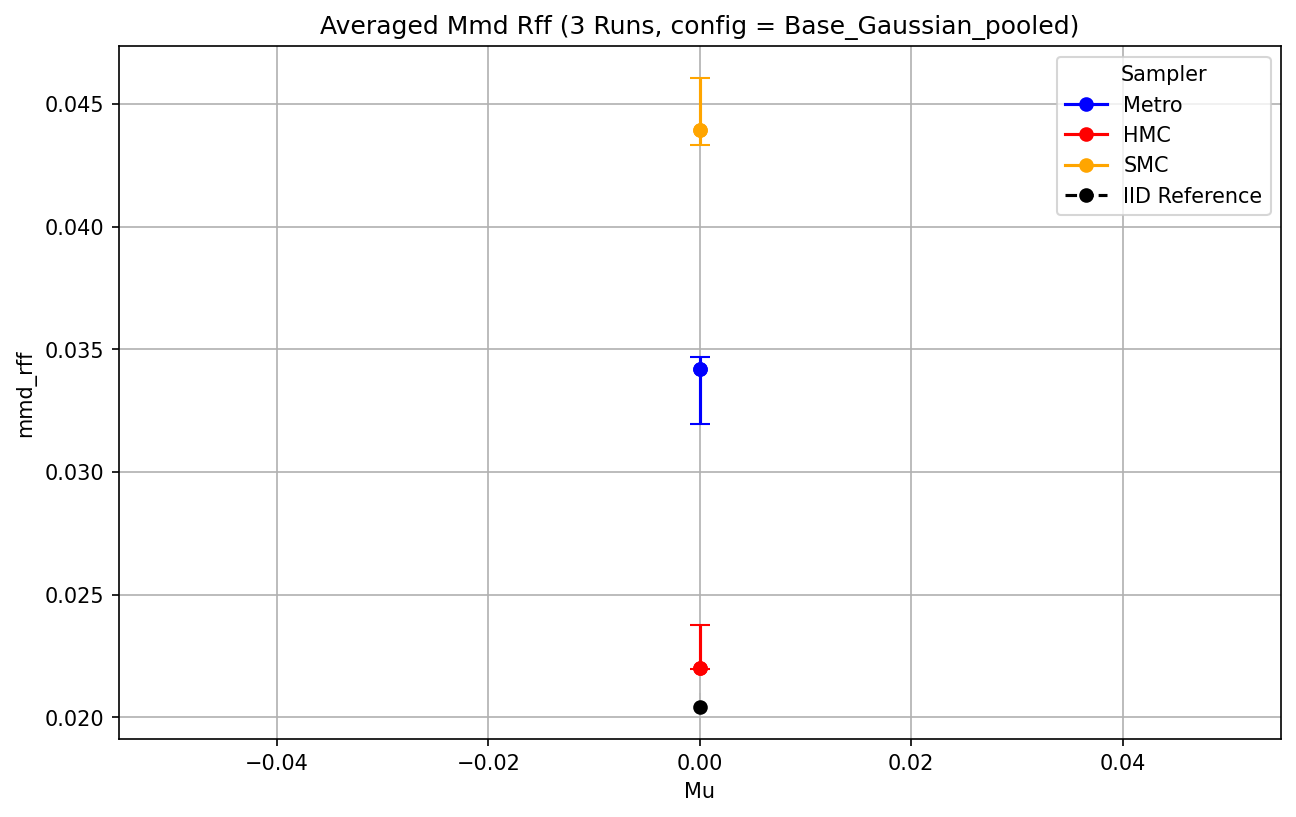 Averaged Mmd Rff (3 Runs, config = Base_Gaussian_pooled)
Sampler
Metro
HMC
SMC
IID Reference
mmd_rff
0.045
0.040
0.035
0.030
0.025
0.020
−0.04
−0.02
0.00
0.02
0.04
Mu